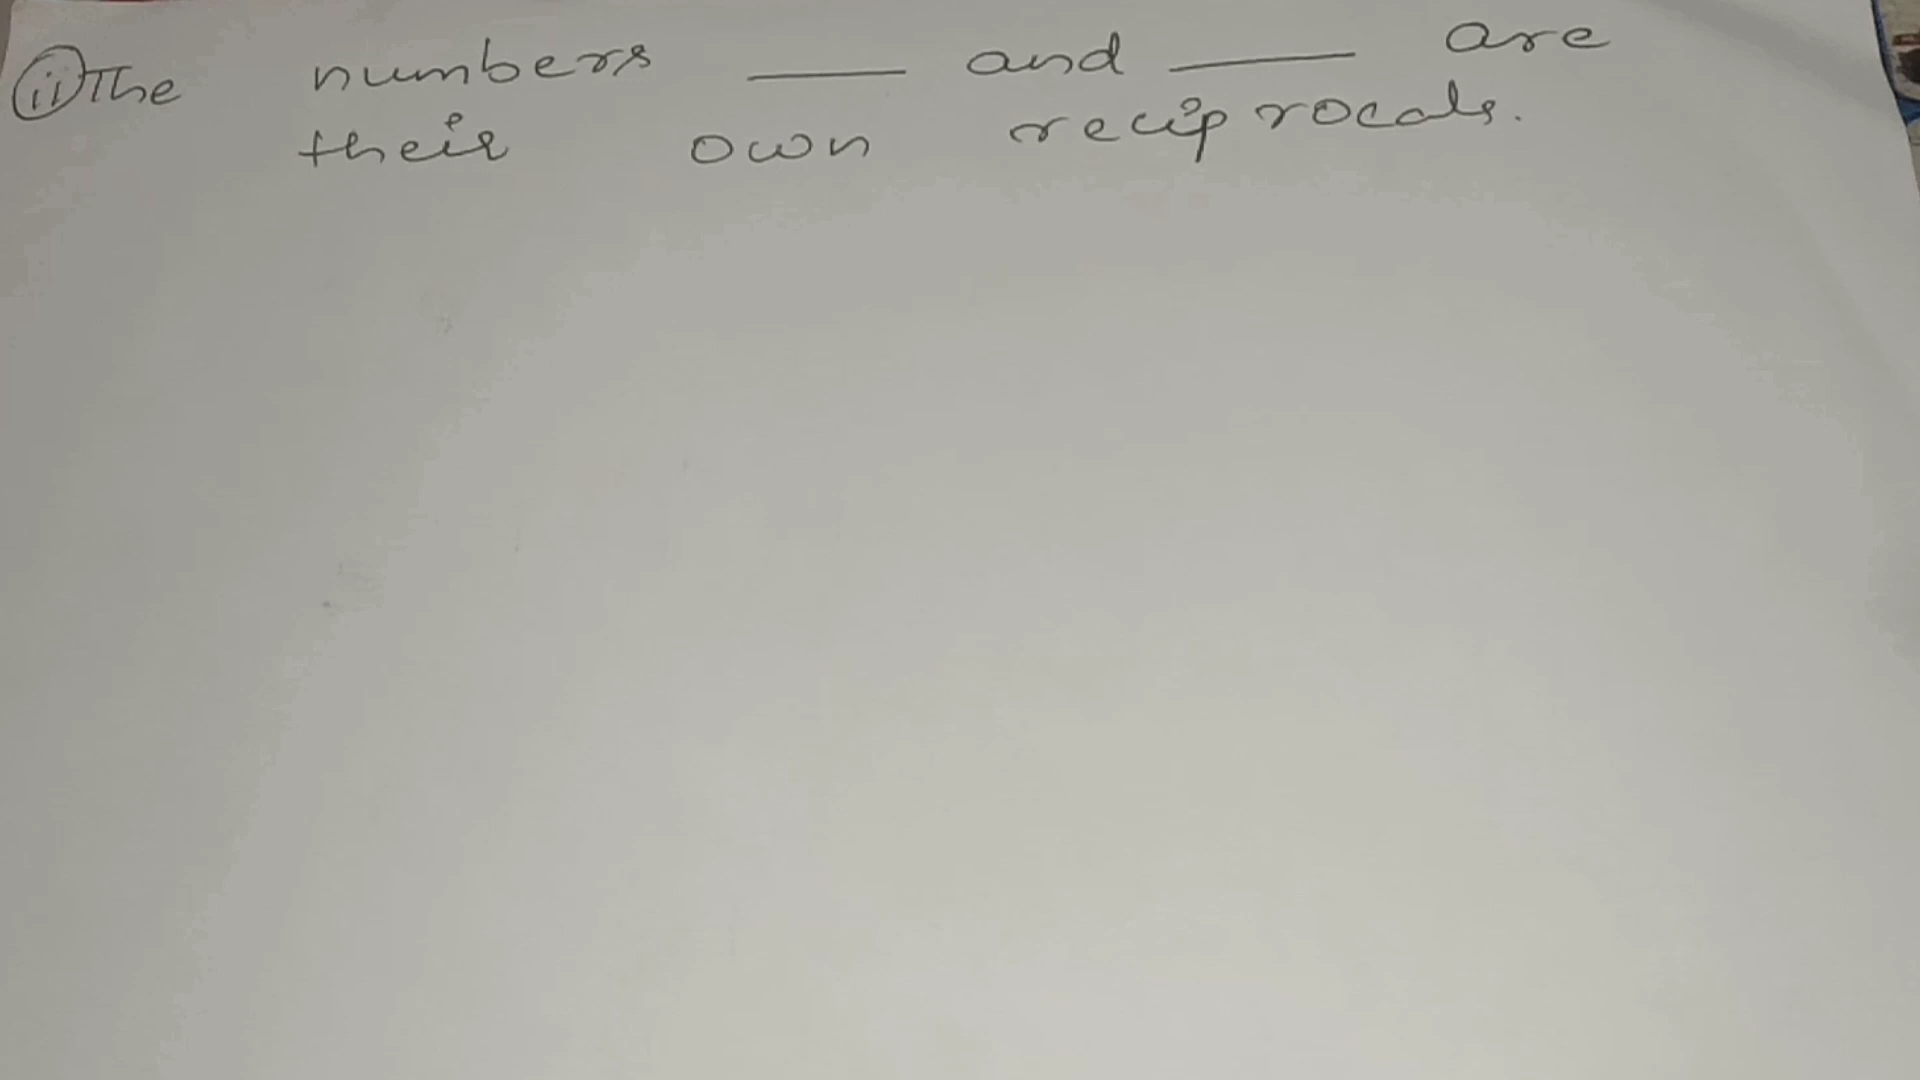 (ii) The numbers ____ and ____ are
their own reciprocals.